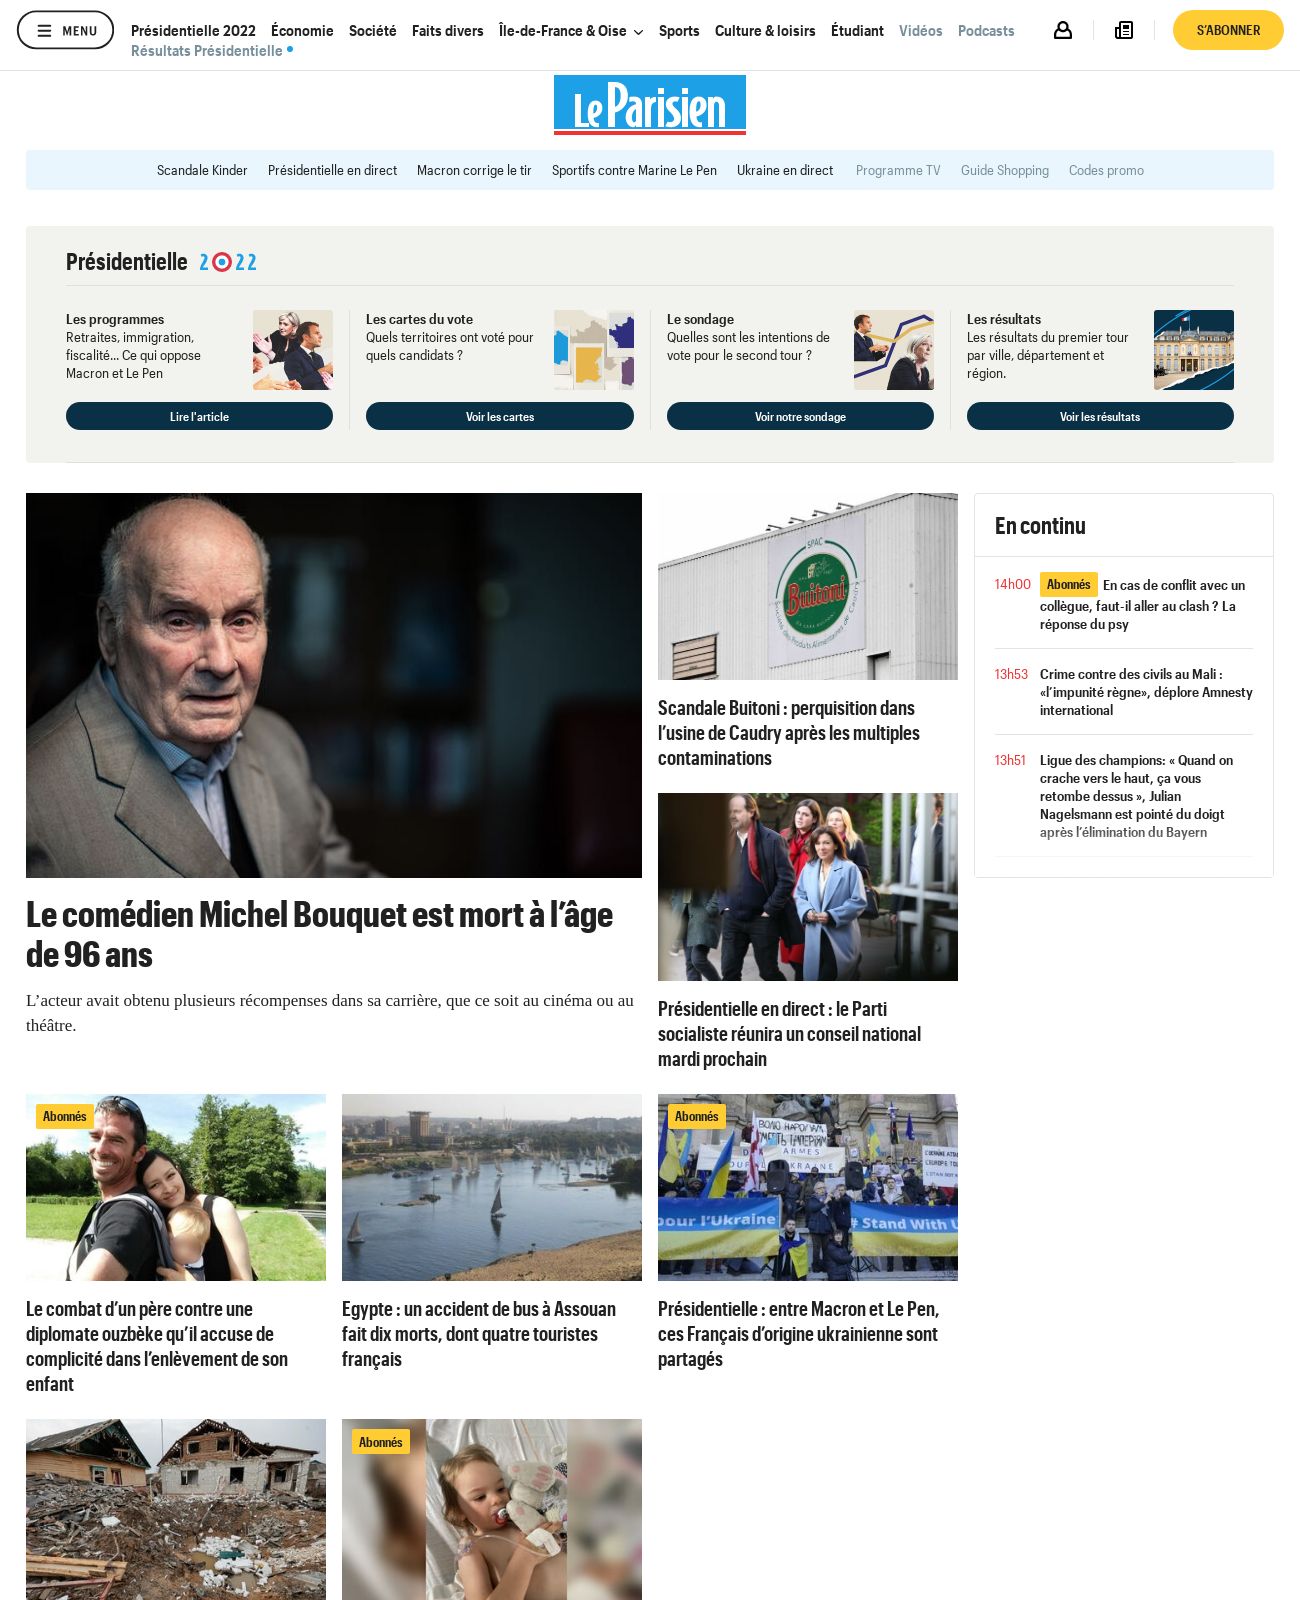 MENU
Présidentielle 2022 Économie Société Faits divers Île-de-France & Oise Sports Culture & loisirs Étudiant Vidéos Podcasts
Résultats Présidentielle
S'ABONNER
Le Parisien
Scandale Kinder Présidentielle en direct Macron corrige le tir Sportifs contre Marine Le Pen Ukraine en direct Programme TV Guide Shopping Codes promo
Présidentielle 2022
Les programmes
Retraites, immigration,
fiscalité... Ce qui oppose
Macron et Le Pen
Lire l'article
Les cartes du vote
Quels territoires ont voté pour
quels candidats ?
Voir les cartes
Le sondage
Quelles sont les intentions de
vote pour le second tour ?
Voir notre sondage
Les résultats
Les résultats du premier tour
par ville, département et
région.
Voir les résultats
Le comédien Michel Bouquet est mort à l’âge
de 96 ans
L’acteur avait obtenu plusieurs récompenses dans sa carrière, que ce soit au cinéma ou au
théâtre.
SPAC
Buitoni
Société des Produits Alimentaires de Caudry
Scandale Buitoni : perquisition dans
l’usine de Caudry après les multiples
contaminations
Présidentielle en direct : le Parti
socialiste réunira un conseil national
mardi prochain
En continu
14h00 Abonnés En cas de conflit avec un
collègue, faut-il aller au clash ? La
réponse du psy
13h53 Crime contre des civils au Mali :
«l’impunité règne», déplore Amnesty
international
13h51 Ligue des champions: « Quand on
crache vers le haut, ça vous
retombe dessus », Julian
Nagelsmann est pointé du doigt
après l’élimination du Bayern
Abonnés
Le combat d’un père contre une
diplomate ouzbèke qu’il accuse de
complicité dans l’enlèvement de son
enfant
Egypte : un accident de bus à Assouan
fait dix morts, dont quatre touristes
français
Abonnés
ARMES
UKRAINE
pour l'Ukraine
# Stand With U
Présidentielle : entre Macron et Le Pen,
ces Français d’origine ukrainienne sont
partagés
Abonnés